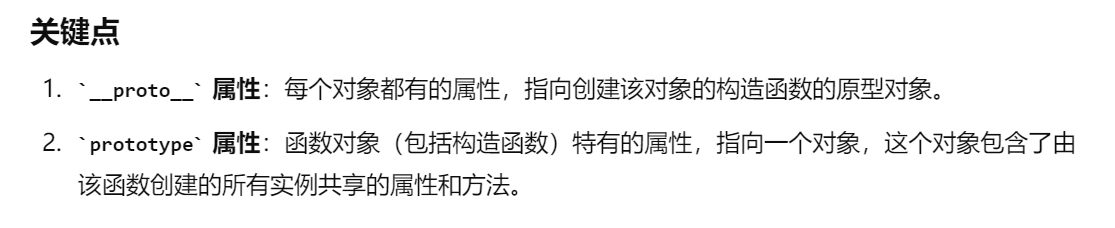 关键点
1. `__proto__` 属性：每个对象都有的属性，指向创建该对象的构造函数的原型对象。
2. `prototype` 属性：函数对象（包括构造函数）特有的属性，指向一个对象，这个对象包含了由
该函数创建的所有实例共享的属性和方法。